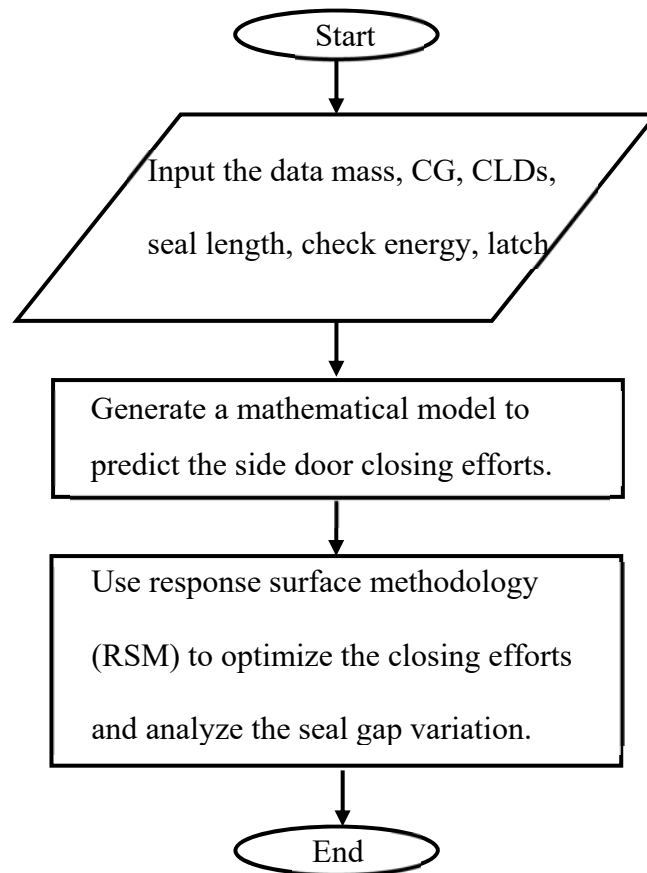 Start
Input the data mass, CG, CLDs,
seal length, check energy, latch
Generate a mathematical model to
predict the side door closing efforts.
Use response surface methodology
(RSM) to optimize the closing efforts
and analyze the seal gap variation.
End